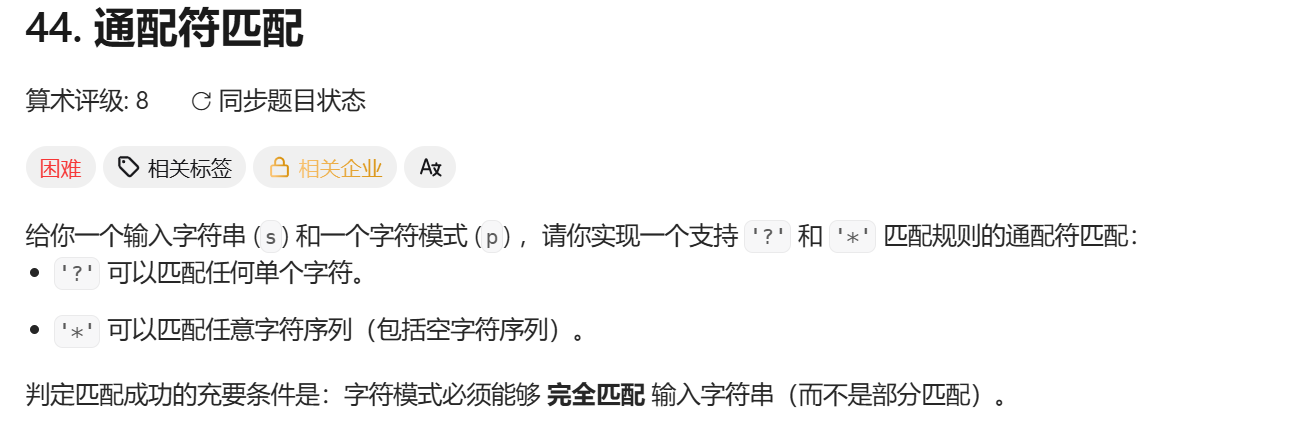 44. 通配符匹配
算术评级: 8 同步题目状态
困难 相关标签 相关企业 A文
给你一个输入字符串 (s) 和一个字符模式 (p) ，请你实现一个支持 '?' 和 '*' 匹配规则的通配符匹配：
'?' 可以匹配任何单个字符。
'*' 可以匹配任意字符序列（包括空字符序列）。
判定匹配成功的充要条件是：字符模式必须能够 完全匹配 输入字符串（而不是部分匹配）。